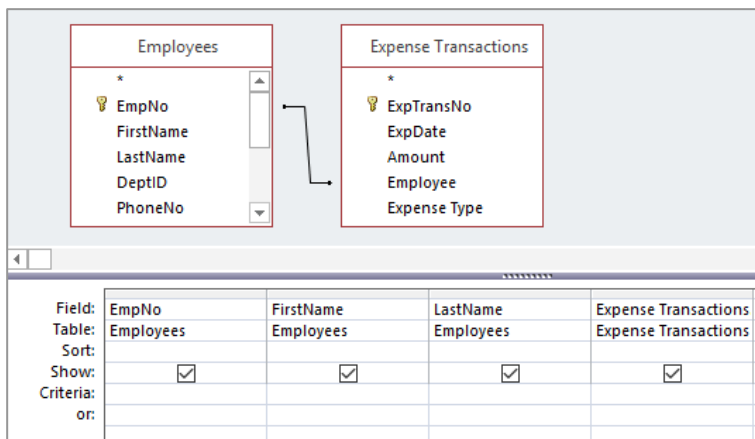 Employees Expense Transactions
* *
EmpNo ExpTransNo
FirstName ExpDate
LastName Amount
DeptID Employee
PhoneNo Expense Type
Field: EmpNo FirstName LastName Expense Transactions
Table: Employees Employees Employees Expense Transactions
Sort:
Show:
Criteria:
or: